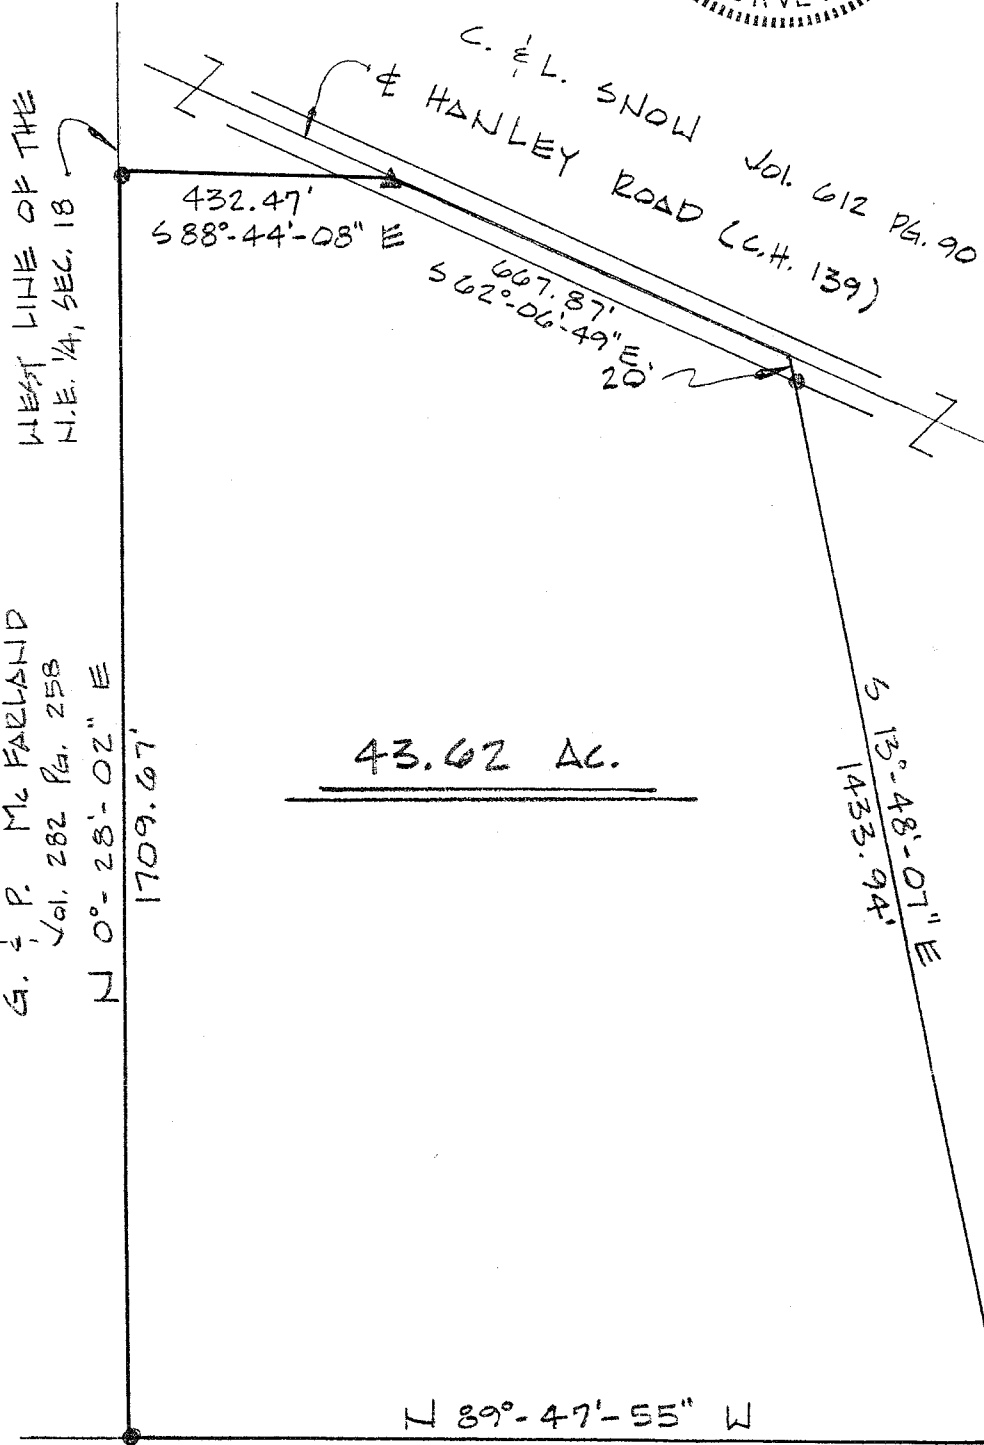 C. & L. SNOW Vol. 612 PG. 90
℄ HANLEY ROAD (C.H. 139)
WEST LINE OF THE
N.E. 1/4, SEC. 18
432.47'
S 88°-44'-08" E
667.87'
S 62°-06'-49" E
20'
G. & P. Mc FARLAND
Vol. 282 PG. 258
N 0°-28'-02" E
1709.67'
43.62 AC.
S 13°-48'-07" E
1433.94'
N 89°-47'-55" W